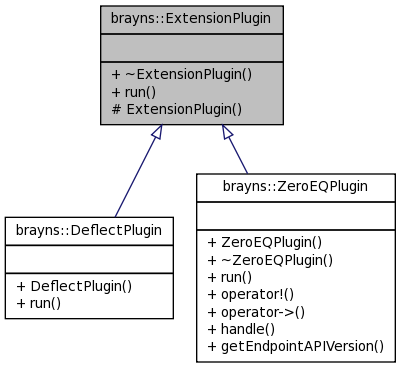 brayns::ExtensionPlugin
+ ~ExtensionPlugin()
+ run()
# ExtensionPlugin()
brayns::DeflectPlugin
+ DeflectPlugin()
+ run()
brayns::ZeroEQPlugin
+ ZeroEQPlugin()
+ ~ZeroEQPlugin()
+ run()
+ operator!()
+ operator->()
+ handle()
+ getEndpointAPIVersion()